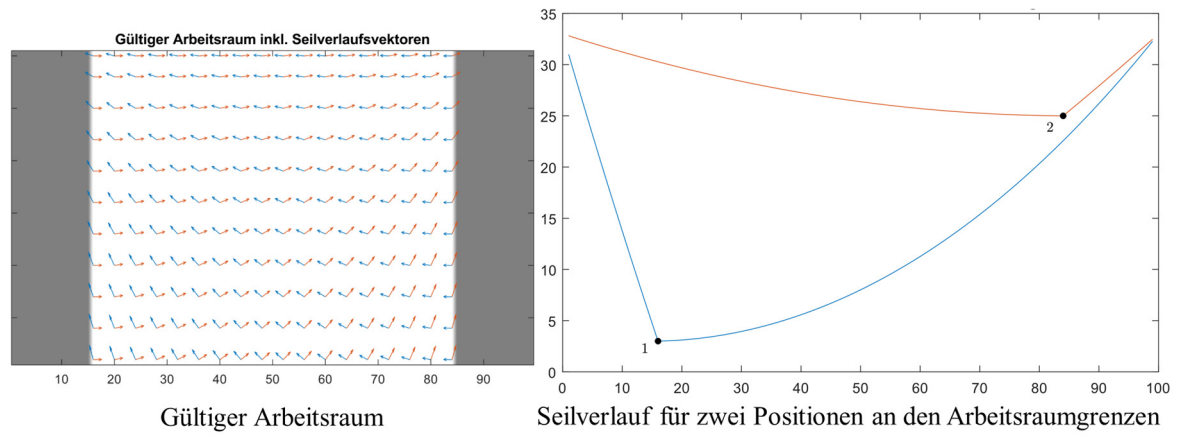 Gültiger Arbeitsraum inkl. Seilverlaufsvektoren
10 20 30 40 50 60 70 80 90
Gültiger Arbeitsraum
35
30
25
20
15
10
5
0
2
1
0 10 20 30 40 50 60 70 80 90 100
Seilverlauf für zwei Positionen an den Arbeitsraumgrenzen